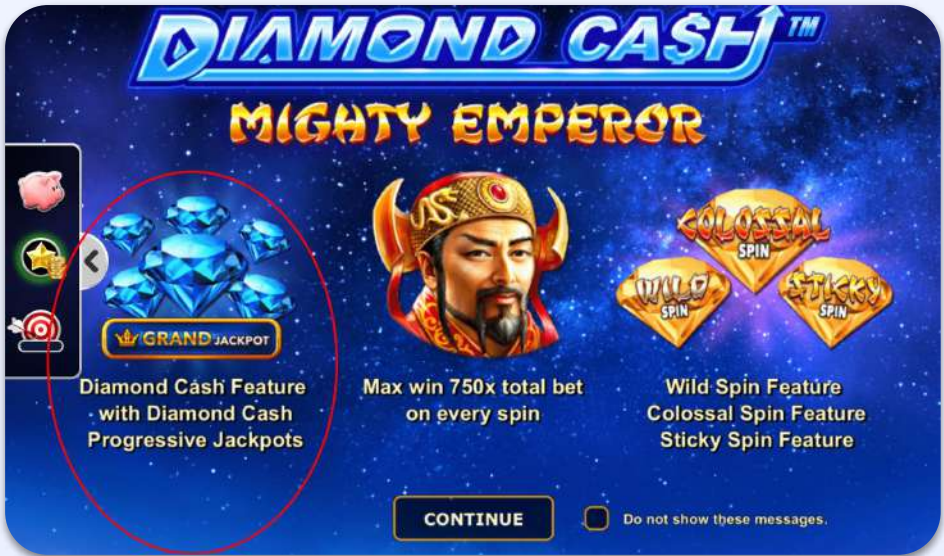 DIAMOND CA$H™
MIGHTY EMPEROR
GRAND JACKPOT
Diamond Cash Feature
with Diamond Cash
Progressive Jackpots
Max win 750x total bet
on every spin
COLOSSAL
SPIN
WILD
SPIN
STICKY
SPIN
Wild Spin Feature
Colossal Spin Feature
Sticky Spin Feature
CONTINUE
Do not show these messages.